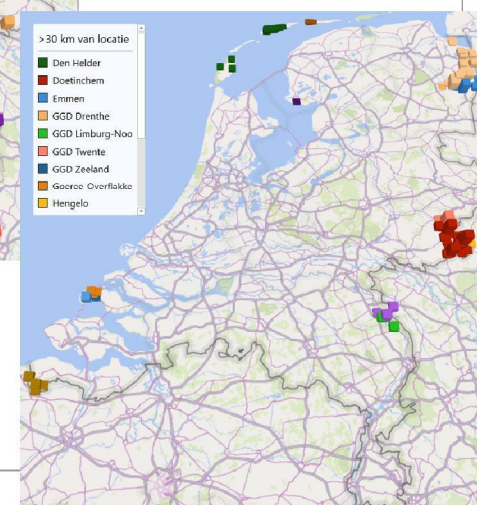 >30 km van locatie
Den Helder
Doetinchem
Emmen
GGD Drenthe
GGD Limburg-Noo
GGD Twente
GGD Zeeland
Goeree-Overflakke
Hengelo